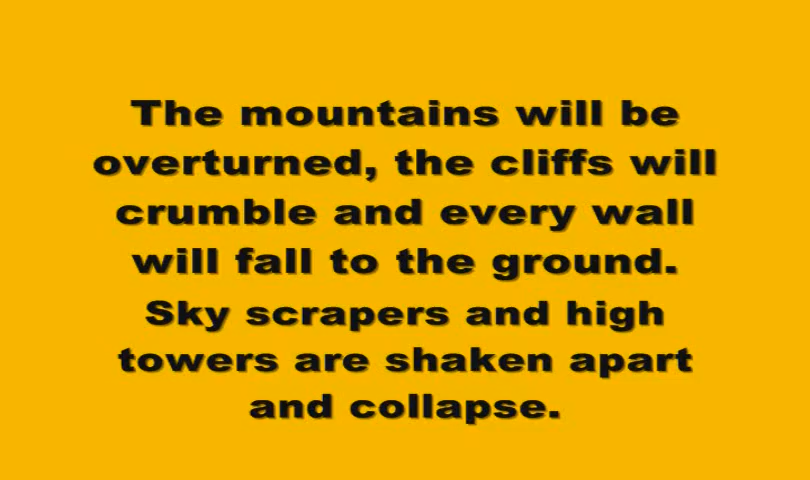 The mountains will be
overturned, the cliffs will
crumble and every wall
will fall to the ground.
Sky scrapers and high
towers are shaken apart
and collapse.